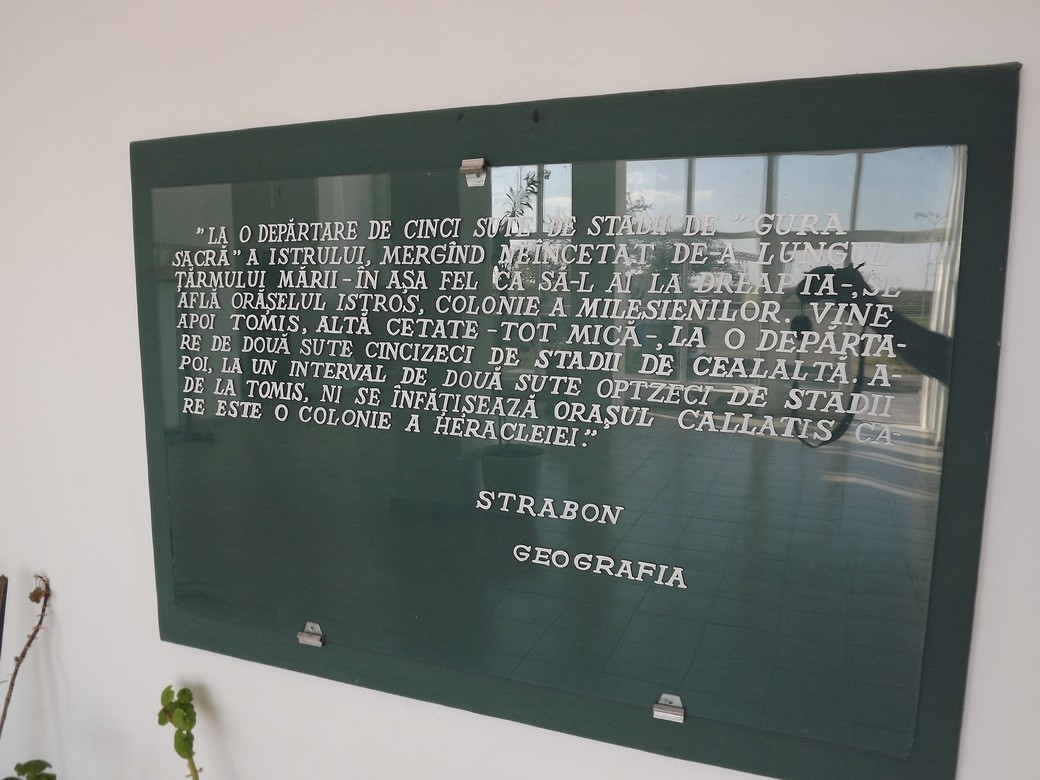 "LA O DEPĂRTARE DE CINCI SUTE DE STADII DE "GURA
SACRĂ" A ISTRULUI, MERGÎND NEÎNCETAT DE-A LUNGUL
ȚĂRMULUI MĂRII-ÎN AȘA FEL CA SĂ-L AI LA DREAPTA-, SE
AFLĂ ORĂȘELUL ISTROS, COLONIE A MILESIENILOR. VINE
APOI TOMIS, ALTĂ CETATE -TOT MICĂ-, LA O DEPĂRTA-
RE DE DOUĂ SUTE CINCIZECI DE STADII DE CEALALTĂ. A-
POI, LA UN INTERVAL DE DOUĂ SUTE OPTZECI DE STADII
DE LA TOMIS, NI SE ÎNFĂȚIȘEAZĂ ORAȘUL CALLATIS CA-
RE ESTE O COLONIE A HERACLEIEI."
STRABON
GEOGRAFIA